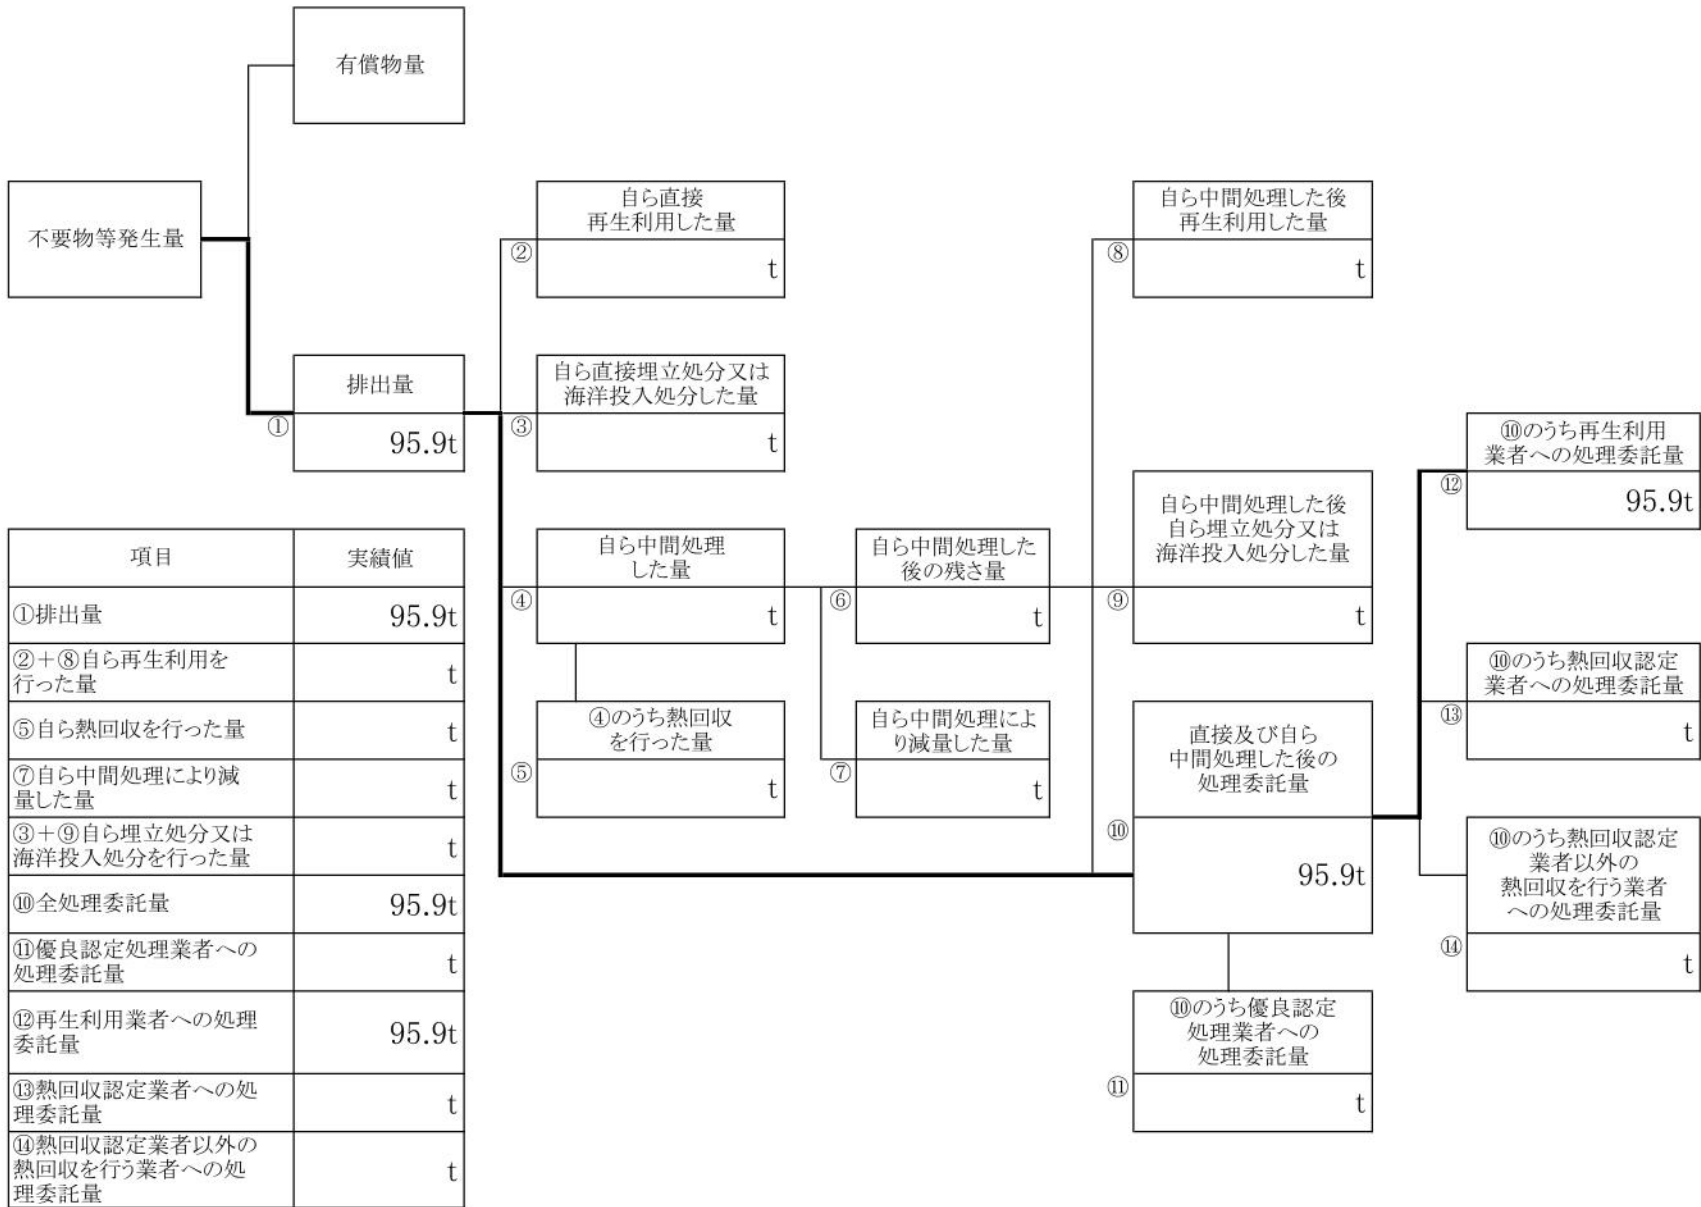 有償物量
不要物等発生量
自ら直接
再生利用した量
②
t
自ら中間処理した後
再生利用した量
⑧
t
排出量
①
95.9t
自ら直接埋立処分又は
海洋投入処分した量
③
t
⑩のうち再生利用
業者への処理委託量
⑫
95.9t
自ら中間処理
した量
④
t
自ら中間処理した
後の残さ量
⑥
t
自ら中間処理した後
自ら埋立処分又は
海洋投入処分した量
⑨
t
⑩のうち熱回収認定
業者への処理委託量
⑬
t
④のうち熱回収
を行った量
⑤
t
自ら中間処理によ
り減量した量
⑦
t
直接及び自ら
中間処理した後の
処理委託量
⑩
95.9t
⑩のうち熱回収認定
業者以外の
熱回収を行う業者
への処理委託量
⑭
t
⑩のうち優良認定
処理業者への
処理委託量
⑪
t
項目 実績値
①排出量 95.9t
②+⑧自ら再生利用を
行った量 t
⑤自ら熱回収を行った量 t
⑦自ら中間処理により減
量した量 t
③+⑨自ら埋立処分又は
海洋投入処分を行った量 t
⑩全処理委託量 95.9t
⑪優良認定処理業者への
処理委託量 t
⑫再生利用業者への処理
委託量 95.9t
⑬熱回収認定業者への処
理委託量 t
⑭熱回収認定業者以外の
熱回収を行う業者への処
理委託量 t